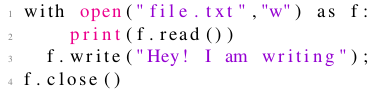 1 with open("file.txt","w") as f:
2     print(f.read())
3   f.write("Hey! I am writing");
4 f.close()